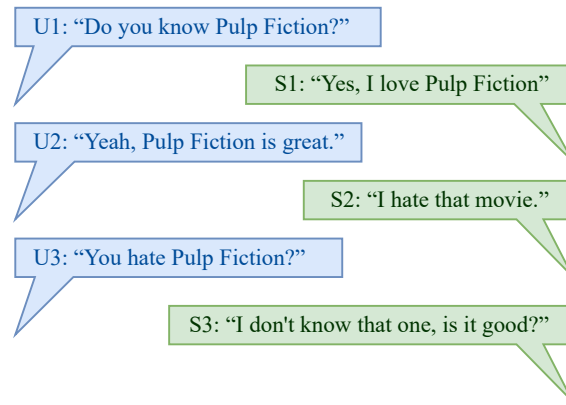 U1: “Do you know Pulp Fiction?”
S1: “Yes, I love Pulp Fiction”
U2: “Yeah, Pulp Fiction is great.”
S2: “I hate that movie.”
U3: “You hate Pulp Fiction?”
S3: “I don't know that one, is it good?”